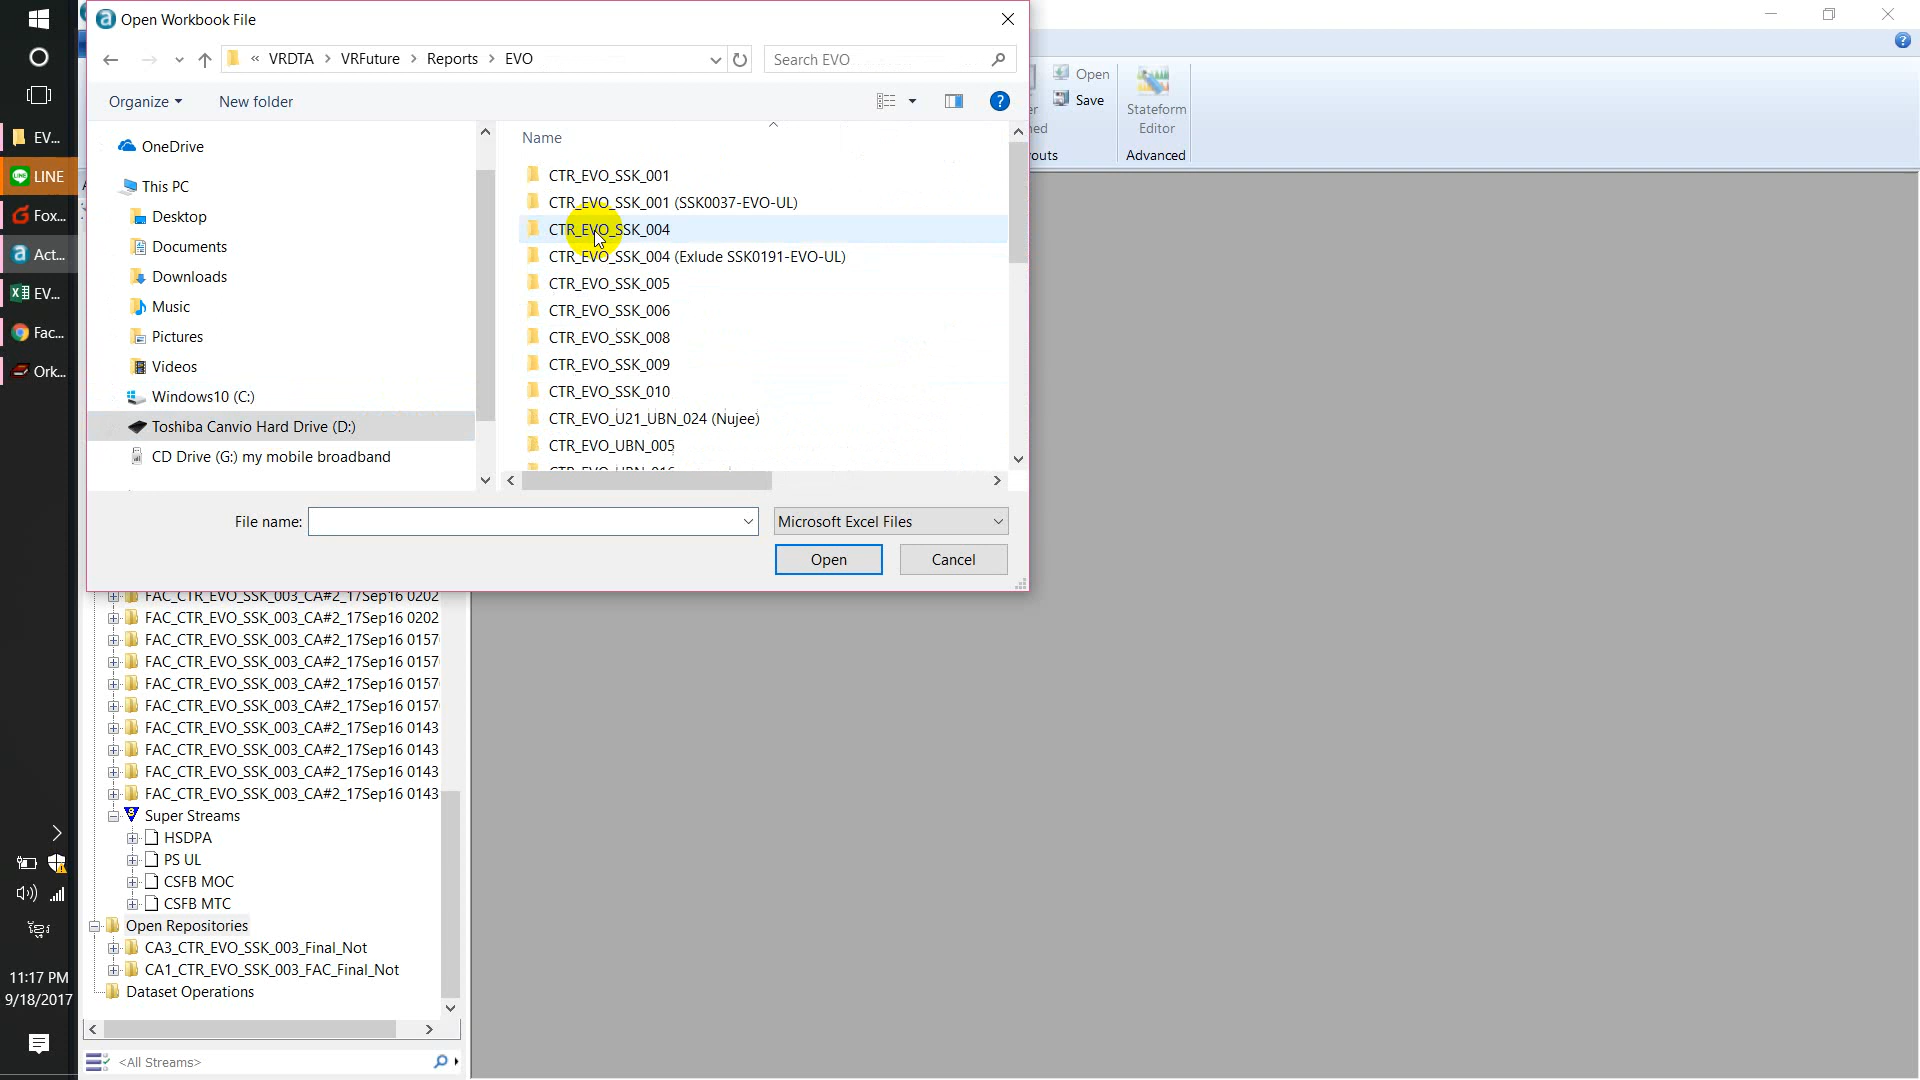 Open Workbook File
« VRDTA > VRFuture > Reports > EVO
Search EVO
Organize
New folder
OneDrive
This PC
Desktop
Documents
Downloads
Music
Pictures
Videos
Windows10 (C:)
Toshiba Canvio Hard Drive (D:)
CD Drive (G:) my mobile broadband
Name
CTR_EVO_SSK_001
CTR_EVO_SSK_001 (SSK0037-EVO-UL)
CTR_EVO_SSK_004
CTR_EVO_SSK_004 (Exlude SSK0191-EVO-UL)
CTR_EVO_SSK_005
CTR_EVO_SSK_006
CTR_EVO_SSK_008
CTR_EVO_SSK_009
CTR_EVO_SSK_010
CTR_EVO_U21_UBN_024 (Nujee)
CTR_EVO_UBN_005
File name:
Microsoft Excel Files
Open
Cancel
Open
Save
Stateform
Editor
Advanced
EV...
LINE
Fox...
Act...
EV...
Fac...
Ork...
FAC_CTR_EVO_SSK_003_CA#2_17Sep16 0202
FAC_CTR_EVO_SSK_003_CA#2_17Sep16 0202
FAC_CTR_EVO_SSK_003_CA#2_17Sep16 0157
FAC_CTR_EVO_SSK_003_CA#2_17Sep16 0157
FAC_CTR_EVO_SSK_003_CA#2_17Sep16 0157
FAC_CTR_EVO_SSK_003_CA#2_17Sep16 0157
FAC_CTR_EVO_SSK_003_CA#2_17Sep16 0143
FAC_CTR_EVO_SSK_003_CA#2_17Sep16 0143
FAC_CTR_EVO_SSK_003_CA#2_17Sep16 0143
FAC_CTR_EVO_SSK_003_CA#2_17Sep16 0143
Super Streams
HSDPA
PS UL
CSFB MOC
CSFB MTC
Open Repositories
CA3_CTR_EVO_SSK_003_Final_Not
CA1_CTR_EVO_SSK_003_FAC_Final_Not
Dataset Operations
<All Streams>
11:17 PM
9/18/2017